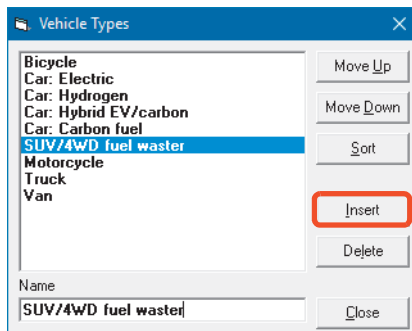 Vehicle Types
Bicycle
Car: Electric
Car: Hydrogen
Car: Hybrid EV/carbon
Car: Carbon fuel
SUV/4WD fuel waster
Motorcycle
Truck
Van
Move Up
Move Down
Sort
Insert
Delete
Name
SUV/4WD fuel waster
Close